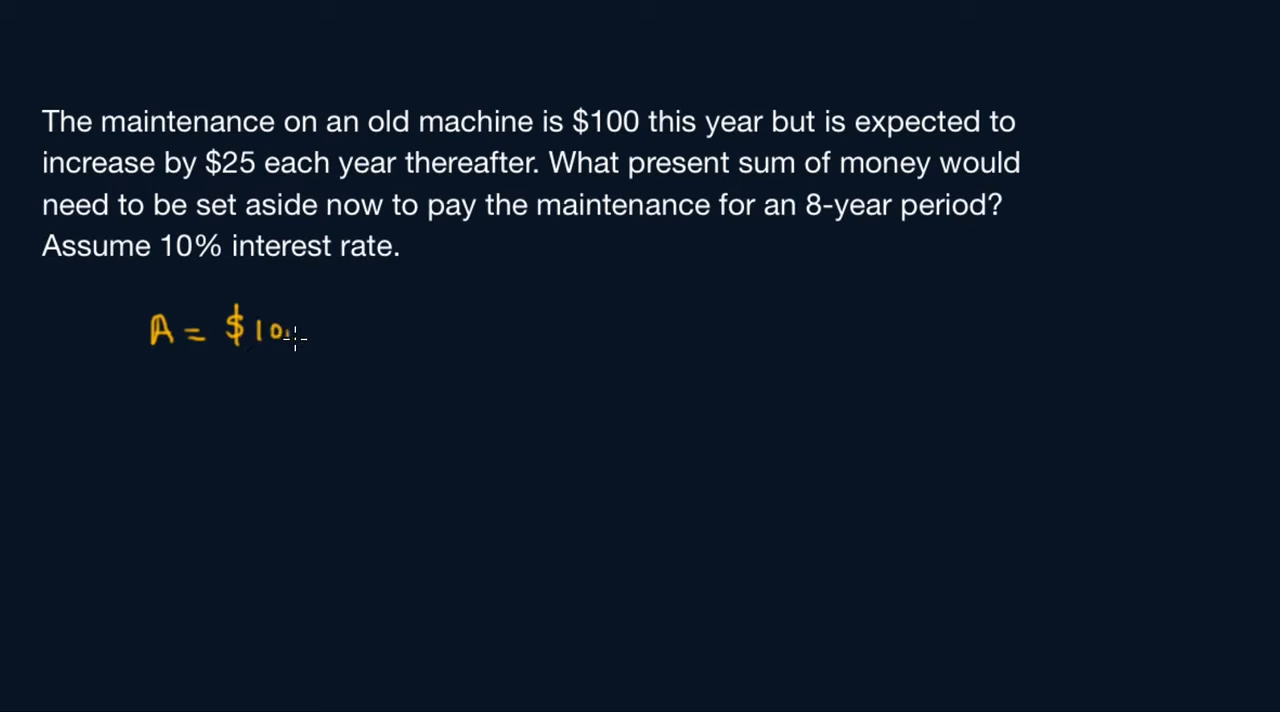 The maintenance on an old machine is $100 this year but is expected to
increase by $25 each year thereafter. What present sum of money would
need to be set aside now to pay the maintenance for an 8-year period?
Assume 10% interest rate.
A = $10